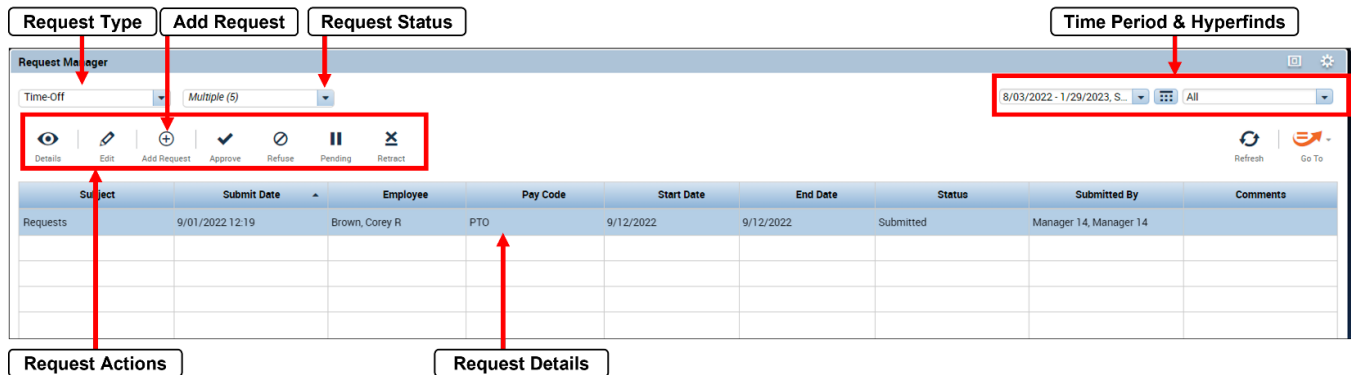 Request Type Add Request Request Status Time Period & Hyperfinds
Request Manager
Time-Off Multiple (5) 8/03/2022 - 1/29/2023, S... All
Details Edit Add Request Approve Refuse Pending Retract Refresh Go To
Subject Submit Date Employee Pay Code Start Date End Date Status Submitted By Comments
Requests 9/01/2022 12:19 Brown, Corey R PTO 9/12/2022 9/12/2022 Submitted Manager 14, Manager 14
Request Actions Request Details